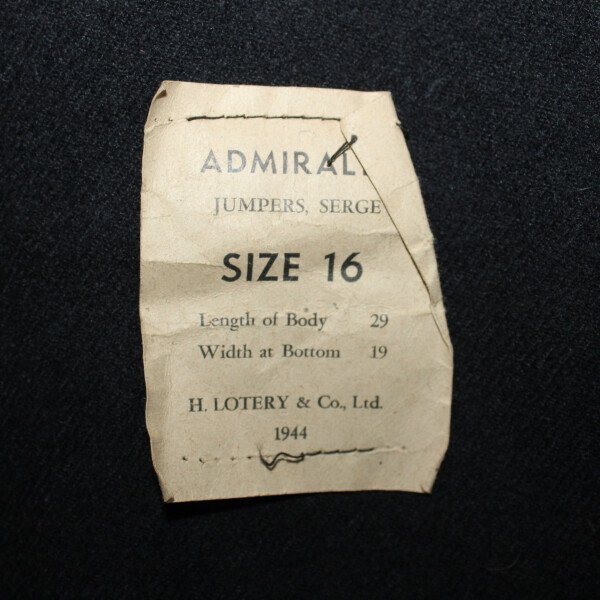 ADMIRAL
JUMPERS, SERGE
SIZE 16
Length of Body 29
Width at Bottom 19
H. LOTERY & Co., Ltd.
1944